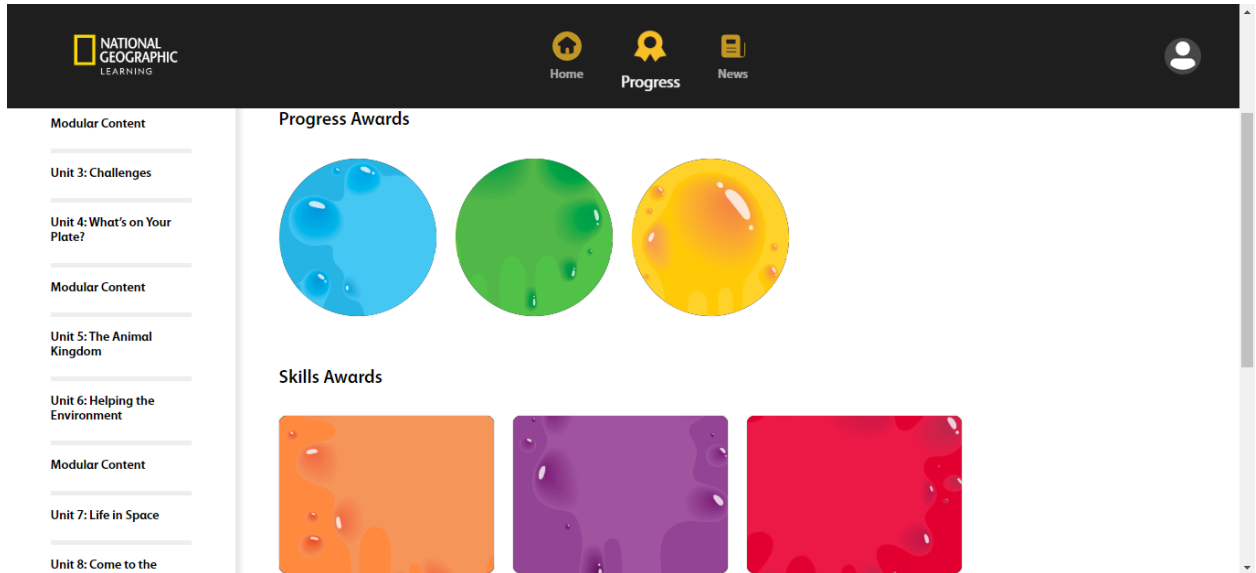 NATIONAL
GEOGRAPHIC
LEARNING
Home
Progress
News
Modular Content
Unit 3: Challenges
Unit 4: What's on Your
Plate?
Modular Content
Unit 5: The Animal
Kingdom
Unit 6: Helping the
Environment
Modular Content
Unit 7: Life in Space
Unit 8: Come to the
Progress Awards
Skills Awards